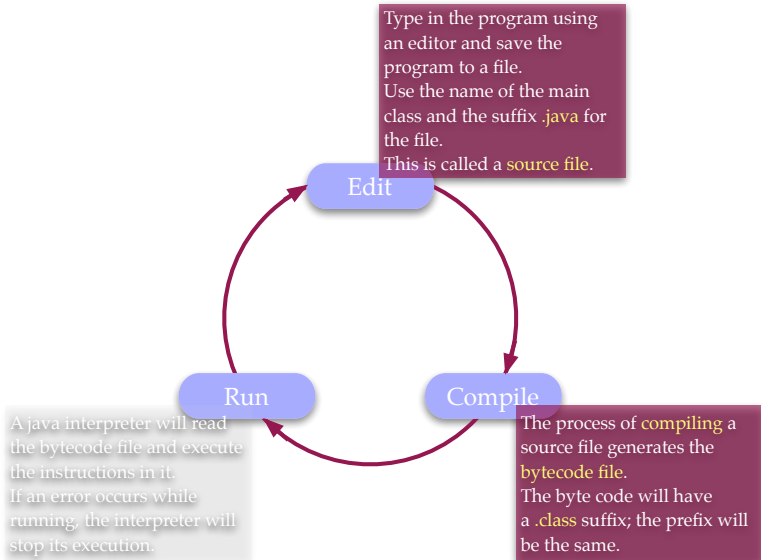 Type in the program using
an editor and save the
program to a file.
Use the name of the main
class and the suffix .java for
the file.
This is called a source file.
Edit
Run
Compile
A java interpreter will read
the bytecode file and execute
the instructions in it.
If an error occurs while
running, the interpreter will
stop its execution.
The process of compiling a
source file generates the
bytecode file.
The byte code will have
a .class suffix; the prefix will
be the same.